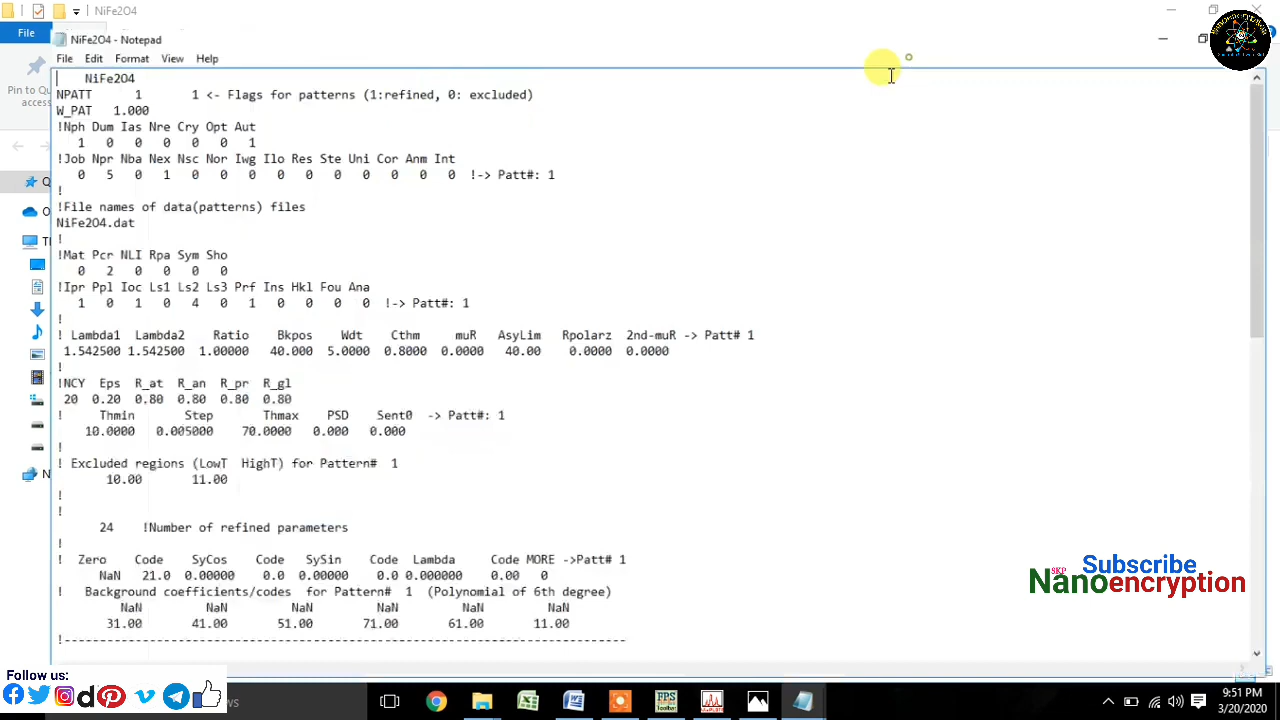 NiFe2O4
File
NiFe2O4 - Notepad
File Edit Format View Help
Pin to Qu
NiFe2O4
NPATT 1 1 <- Flags for patterns (1:refined, 0: excluded)
W_PAT 1.000
!Nph Dum Ias Nre Cry Opt Aut
1 0 0 0 0 0 1
!Job Npr Nba Nex Nsc Nor Iwg Ilo Res Ste Uni Cor Anm Int
0 5 0 1 0 0 0 0 0 0 0 0 0 0 !-> Patt#: 1
!
!File names of data(patterns) files
NiFe2O4.dat
!
!Mat Pcr NLI Rpa Sym Sho
0 2 0 0 0 0
!Ipr Ppl Ioc Ls1 Ls2 Ls3 Prf Ins Hkl Fou Ana
1 0 1 0 4 0 1 0 0 0 0 !-> Patt#: 1
!
! Lambda1 Lambda2 Ratio Bkpos Wdt Cthm muR AsyLim Rpolarz 2nd-muR -> Patt# 1
1.542500 1.542500 1.00000 40.000 5.0000 0.8000 0.0000 40.00 0.0000 0.0000
!
!NCY Eps R_at R_an R_pr R_gl
20 0.20 0.80 0.80 0.80 0.80
! Thmin Step Thmax PSD Sent0 -> Patt#: 1
10.0000 0.005000 70.0000 0.000 0.000
!
! Excluded regions (LowT HighT) for Pattern# 1
10.00 11.00
!
!
24 !Number of refined parameters
!
! Zero Code SyCos Code SySin Code Lambda Code MORE ->Patt# 1
NaN 21.0 0.00000 0.0 0.00000 0.0 0.000000 0.00 0
! Background coefficients/codes for Pattern# 1 (Polynomial of 6th degree)
NaN NaN NaN NaN NaN NaN
31.00 41.00 51.00 71.00 61.00 11.00
!-------------------------------------------------------------------------------
Subscribe
SKP
Nanoencryption
Follow us:
ws
FPS
Toolbar
9:51 PM
3/20/2020